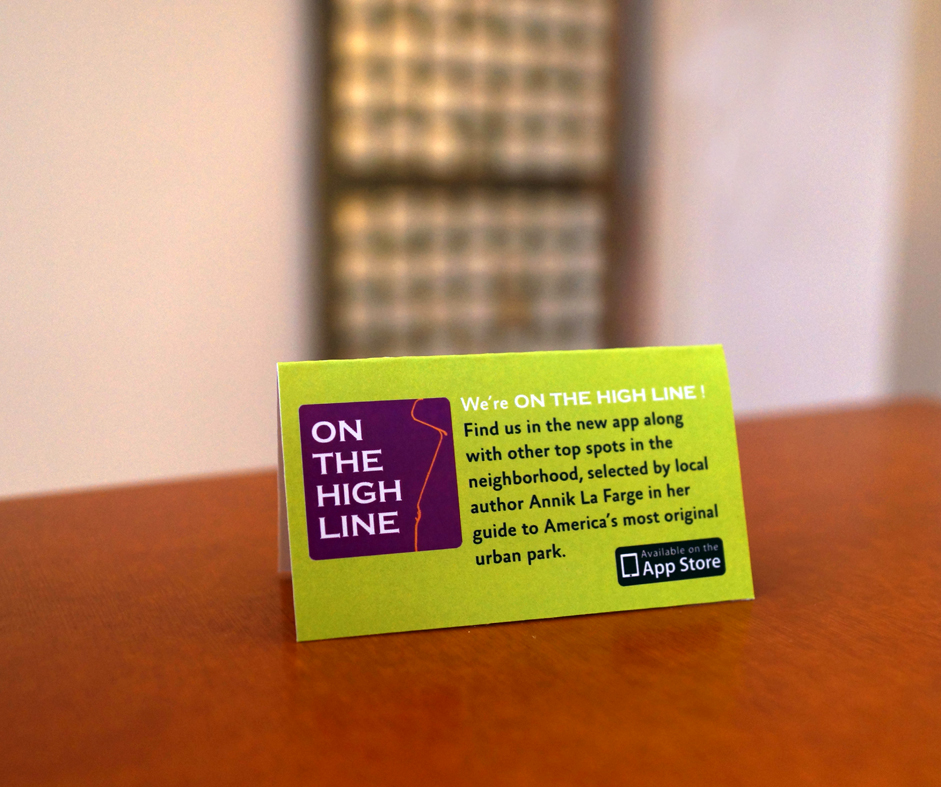 ON
THE
HIGH
LINE
We're ON THE HIGH LINE !
Find us in the new app along
with other top spots in the
neighborhood, selected by local
author Annik La Farge in her
guide to America's most original
urban park.
Available on the
App Store